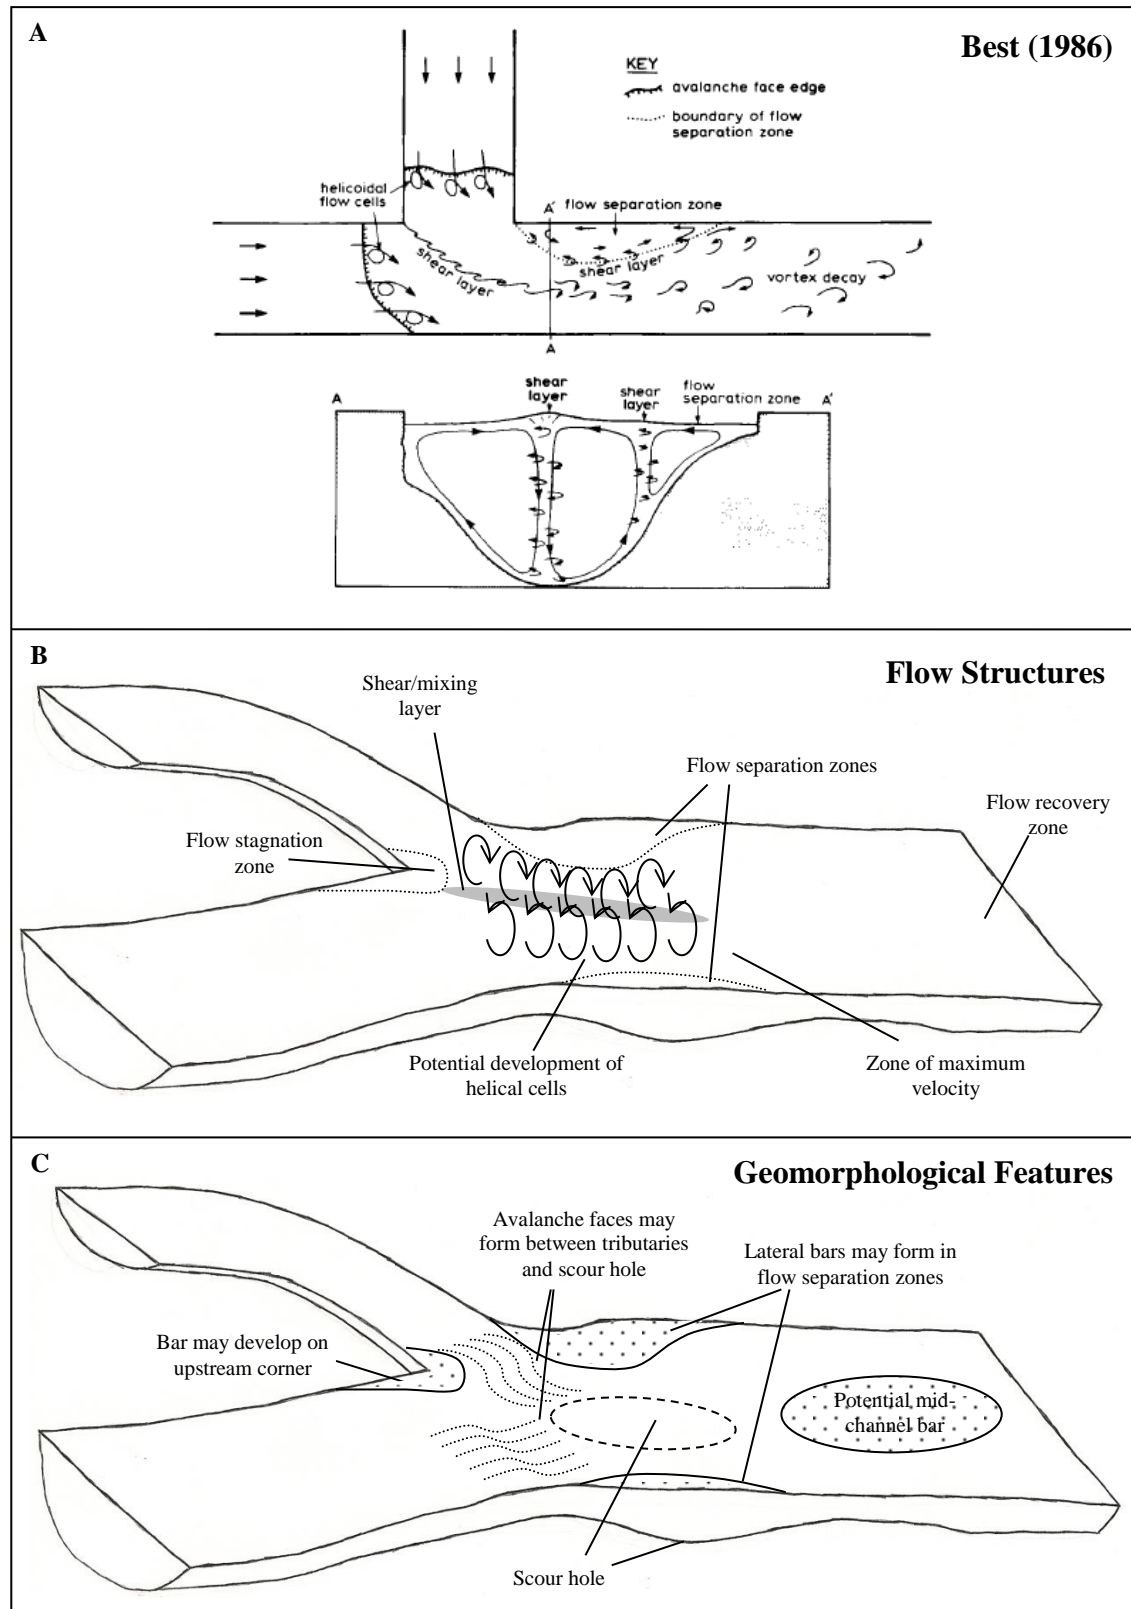 A
Best (1986)
KEY
avalanche face edge
boundary of flow
separation zone
helicoidal
flow cells
A'
flow separation zone
shear layer
shear layer
vortex decay
A
A
shear
layer
shear
layer
flow
separation zone
A'
B
Flow Structures
Shear/mixing
layer
Flow separation zones
Flow recovery
zone
Flow stagnation
zone
Potential development of
helical cells
Zone of maximum
velocity
C
Geomorphological Features
Avalanche faces may
form between tributaries
and scour hole
Lateral bars may form in
flow separation zones
Bar may develop on
upstream corner
Potential mid-
channel bar
Scour hole